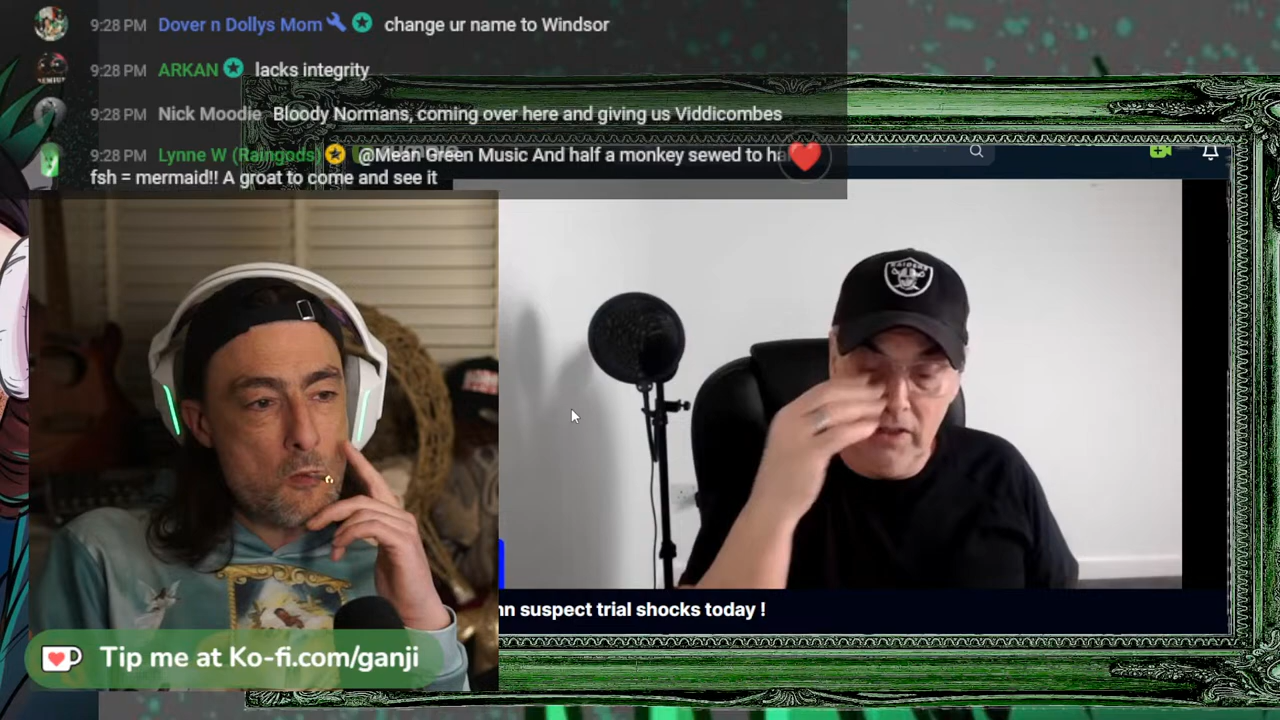 9:28 PM Dover n Dollys Mom change ur name to Windsor
9:28 PM ARKAN lacks integrity
9:28 PM Nick Moodie Bloody Normans, coming over here and giving us Viddicombes
9:28 PM Lynne W (Raingods) @Mean Green Music And half a monkey sewed to ha
fsh = mermaid!! A groat to come and see it
RAIDERS
nn suspect trial shocks today !
Tip me at Ko-fi.com/ganji